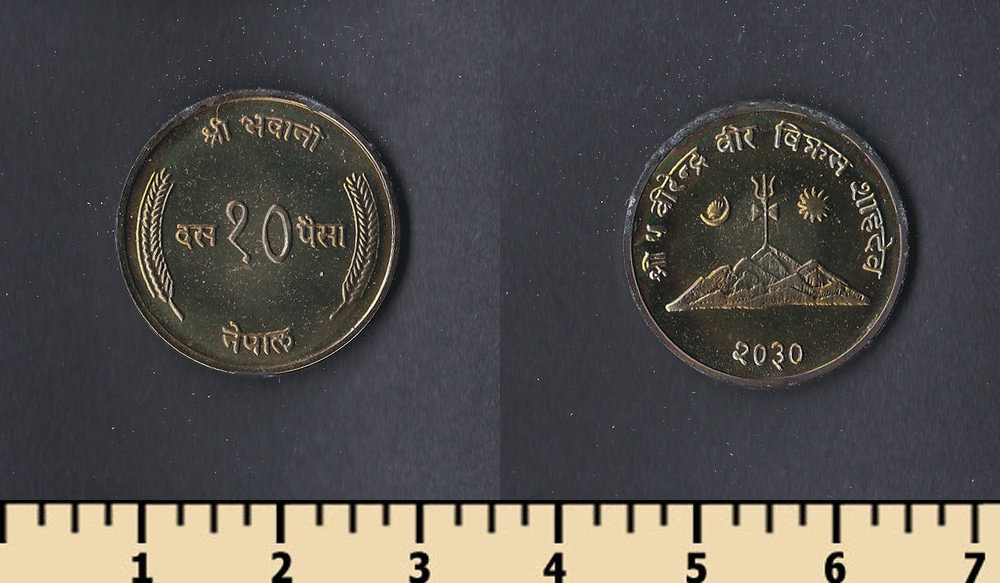 श्री भवानी
दस १० पैसा
नेपाल
श्री ५ वीरेन्द्र वीर विक्रम शाहदेव
२०३०
1 2 3 4 5 6 7